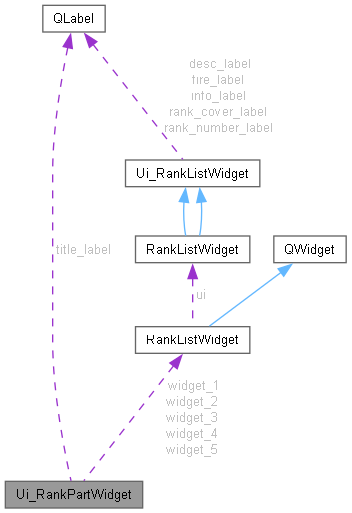 QLabel
desc_label
fire_label
info_label
rank_cover_label
rank_number_label
Ui_RankListWidget
title_label
RankListWidget
QWidget
ui
RankListWidget
widget_1
widget_2
widget_3
widget_4
widget_5
Ui_RankPartWidget